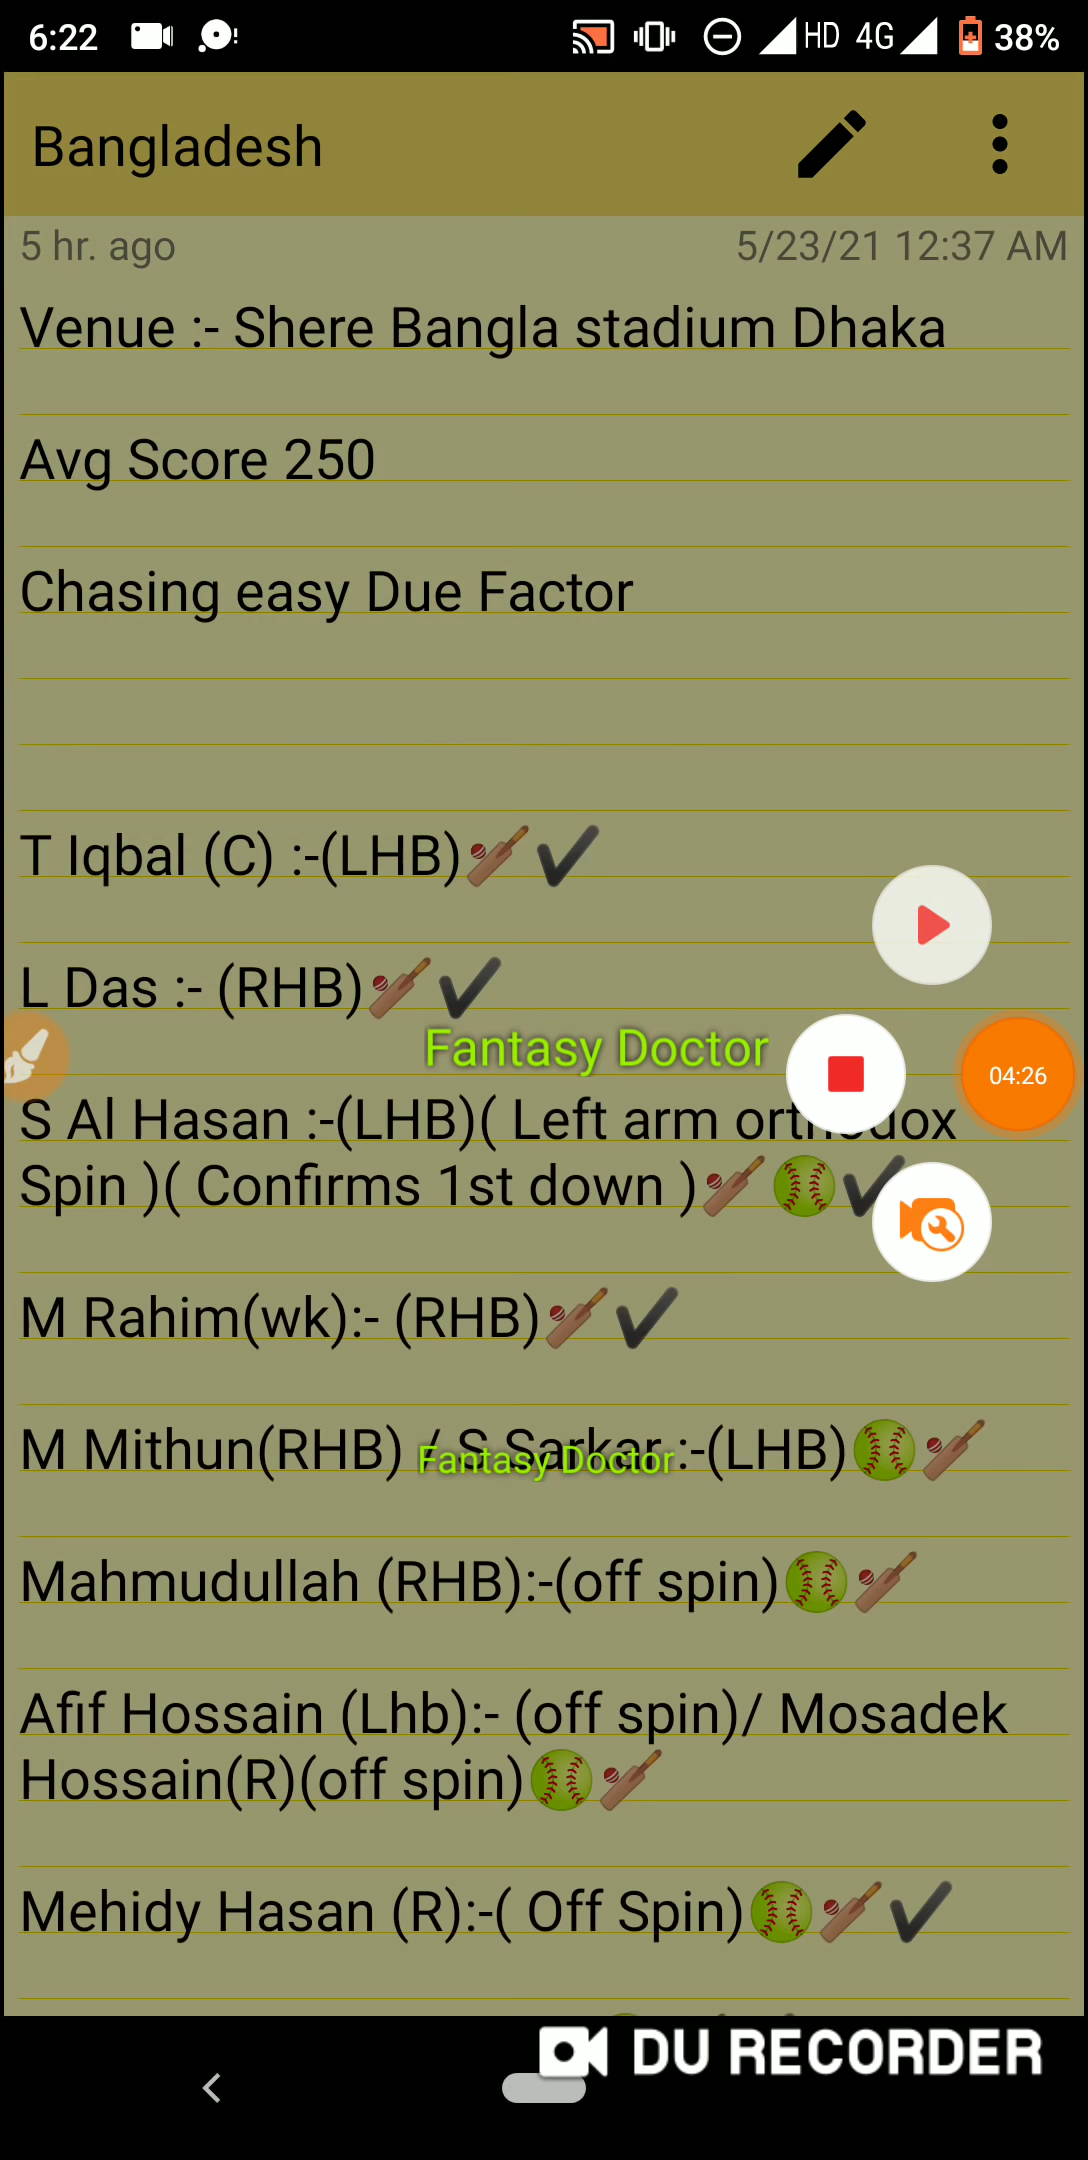 6:22
HD 4G 38%
Bangladesh
5 hr. ago 5/23/21 12:37 AM
Venue :- Shere Bangla stadium Dhaka
Avg Score 250
Chasing easy Due Factor
T Iqbal (C) :-(LHB)🏏✔
L Das :- (RHB)🏏✔
Fantasy Doctor
04:26
S Al Hasan :-(LHB)( Left arm orthodox
Spin )( Confirms 1st down )🏏🥎✔
M Rahim(wk):- (RHB)🏏✔
M Mithun(RHB) / S Sarkar :-(LHB)🥎🏏
Fantasy Doctor
Mahmudullah (RHB):-(off spin)🥎🏏
Afif Hossain (Lhb):- (off spin)/ Mosadek
Hossain(R)(off spin)🥎🏏
Mehidy Hasan (R):-( Off Spin)🥎🏏✔
DU RECORDER